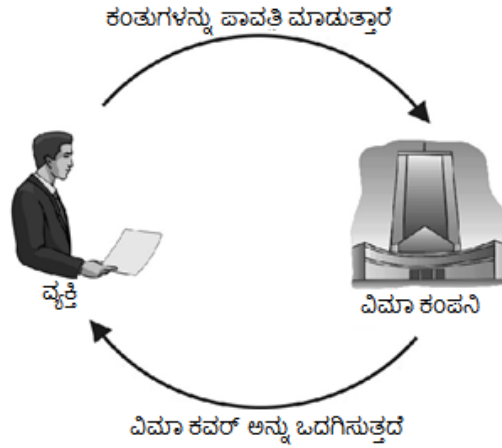 ಕಂತುಗಳನ್ನು ಪಾವತಿ ಮಾಡುತ್ತಾರೆ
ವ್ಯಕ್ತಿ
ವಿಮಾ ಕಂಪನಿ
ವಿಮಾ ಕವರ್ ಅನ್ನು ಒದಗಿಸುತ್ತದೆ